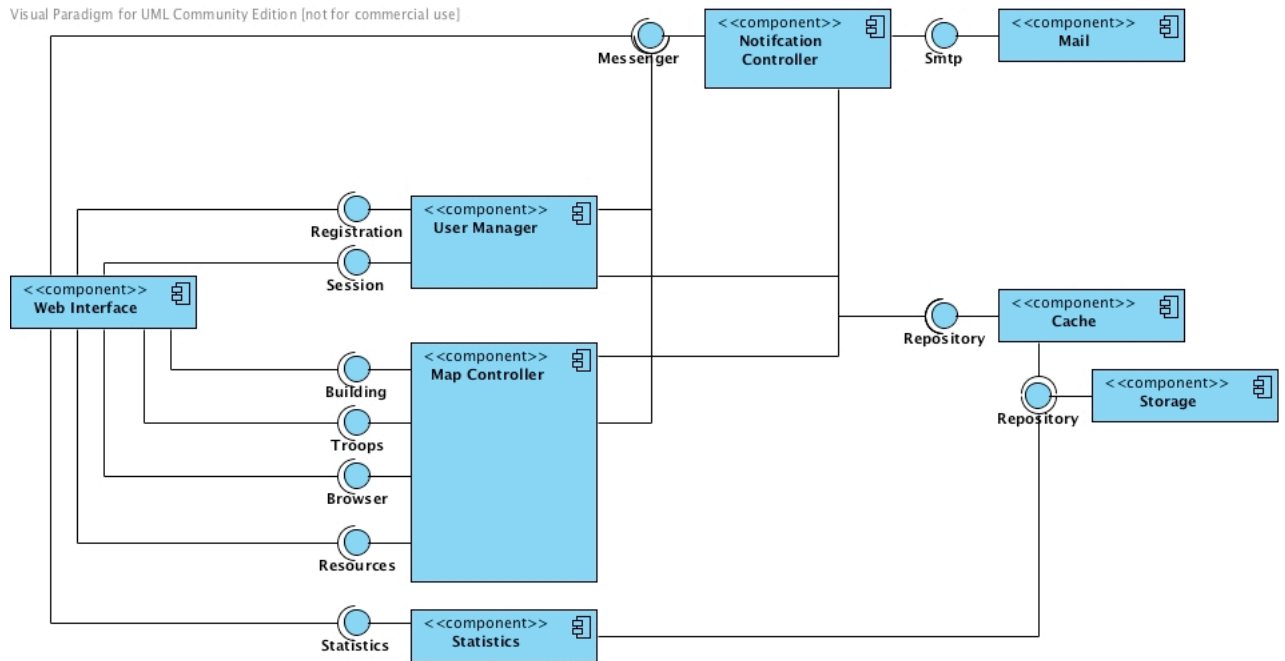 Visual Paradigm for UML Community Edition [not for commercial use]
<<component>>
Notifcation
Controller
<<component>>
Mail
Messenger
Smtp
<<component>>
User Manager
Registration
Session
<<component>>
Web Interface
<<component>>
Cache
Repository
<<component>>
Map Controller
Building
<<component>>
Storage
Repository
Troops
Browser
Resources
<<component>>
Statistics
Statistics